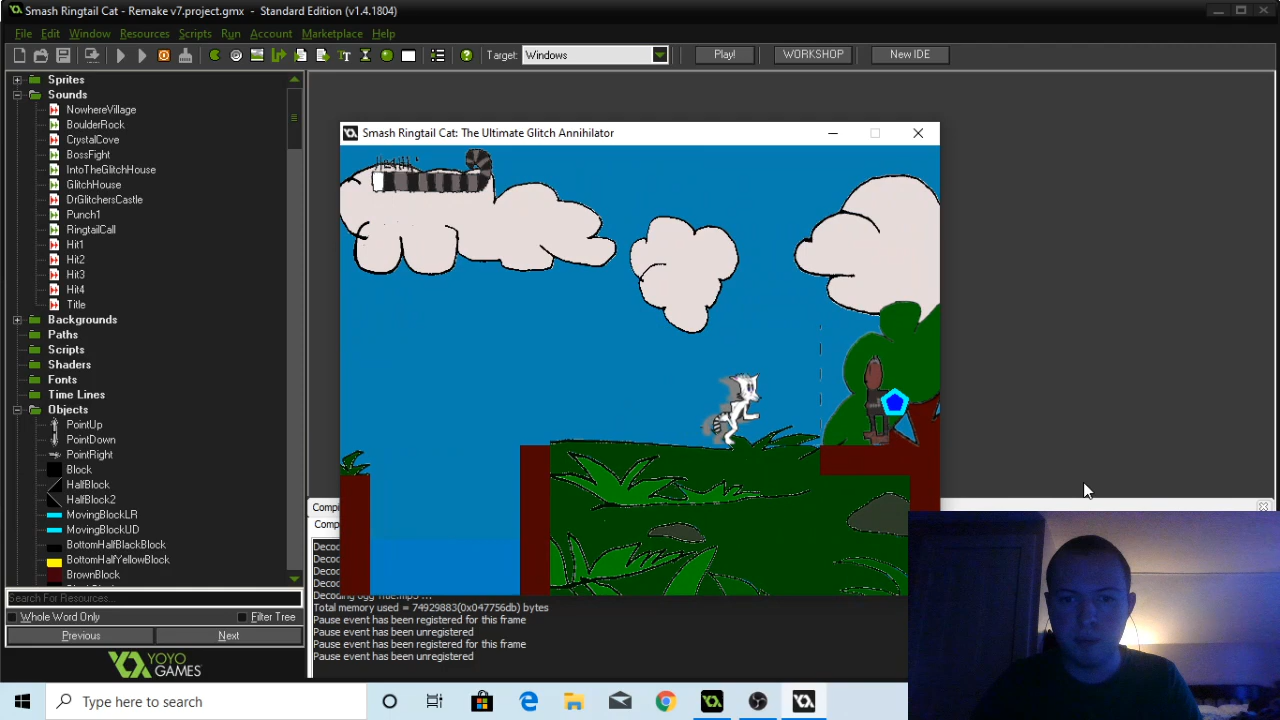 Smash Ringtail Cat - Remake v7.project.gmx - Standard Edition (v1.4.1804)
File Edit Window Resources Scripts Run Account Marketplace Help
Target: Windows Play! WORKSHOP New IDE
Sprites
Sounds
NowhereVillage
BoulderRock
CrystalCove
BossFight
IntoTheGlitchHouse
GlitchHouse
DrGlitchersCastle
Punch1
RingtailCall
Hit1
Hit2
Hit3
Hit4
Title
Backgrounds
Paths
Scripts
Shaders
Fonts
Time Lines
Objects
PointUp
PointDown
PointRight
Block
HalfBlock
HalfBlock2
MovingBlockLR
MovingBlockUD
BottomHalfBlackBlock
BottomHalfYellowBlock
BrownBlock
Search For Resources...
Whole Word Only Filter Tree
Previous Next
YOYO
GAMES
Smash Ringtail Cat: The Ultimate Glitch Annihilator
Health
Total memory used = 74929883(0x047756db) bytes
Pause event has been registered for this frame
Pause event has been unregistered
Pause event has been registered for this frame
Pause event has been unregistered
Type here to search